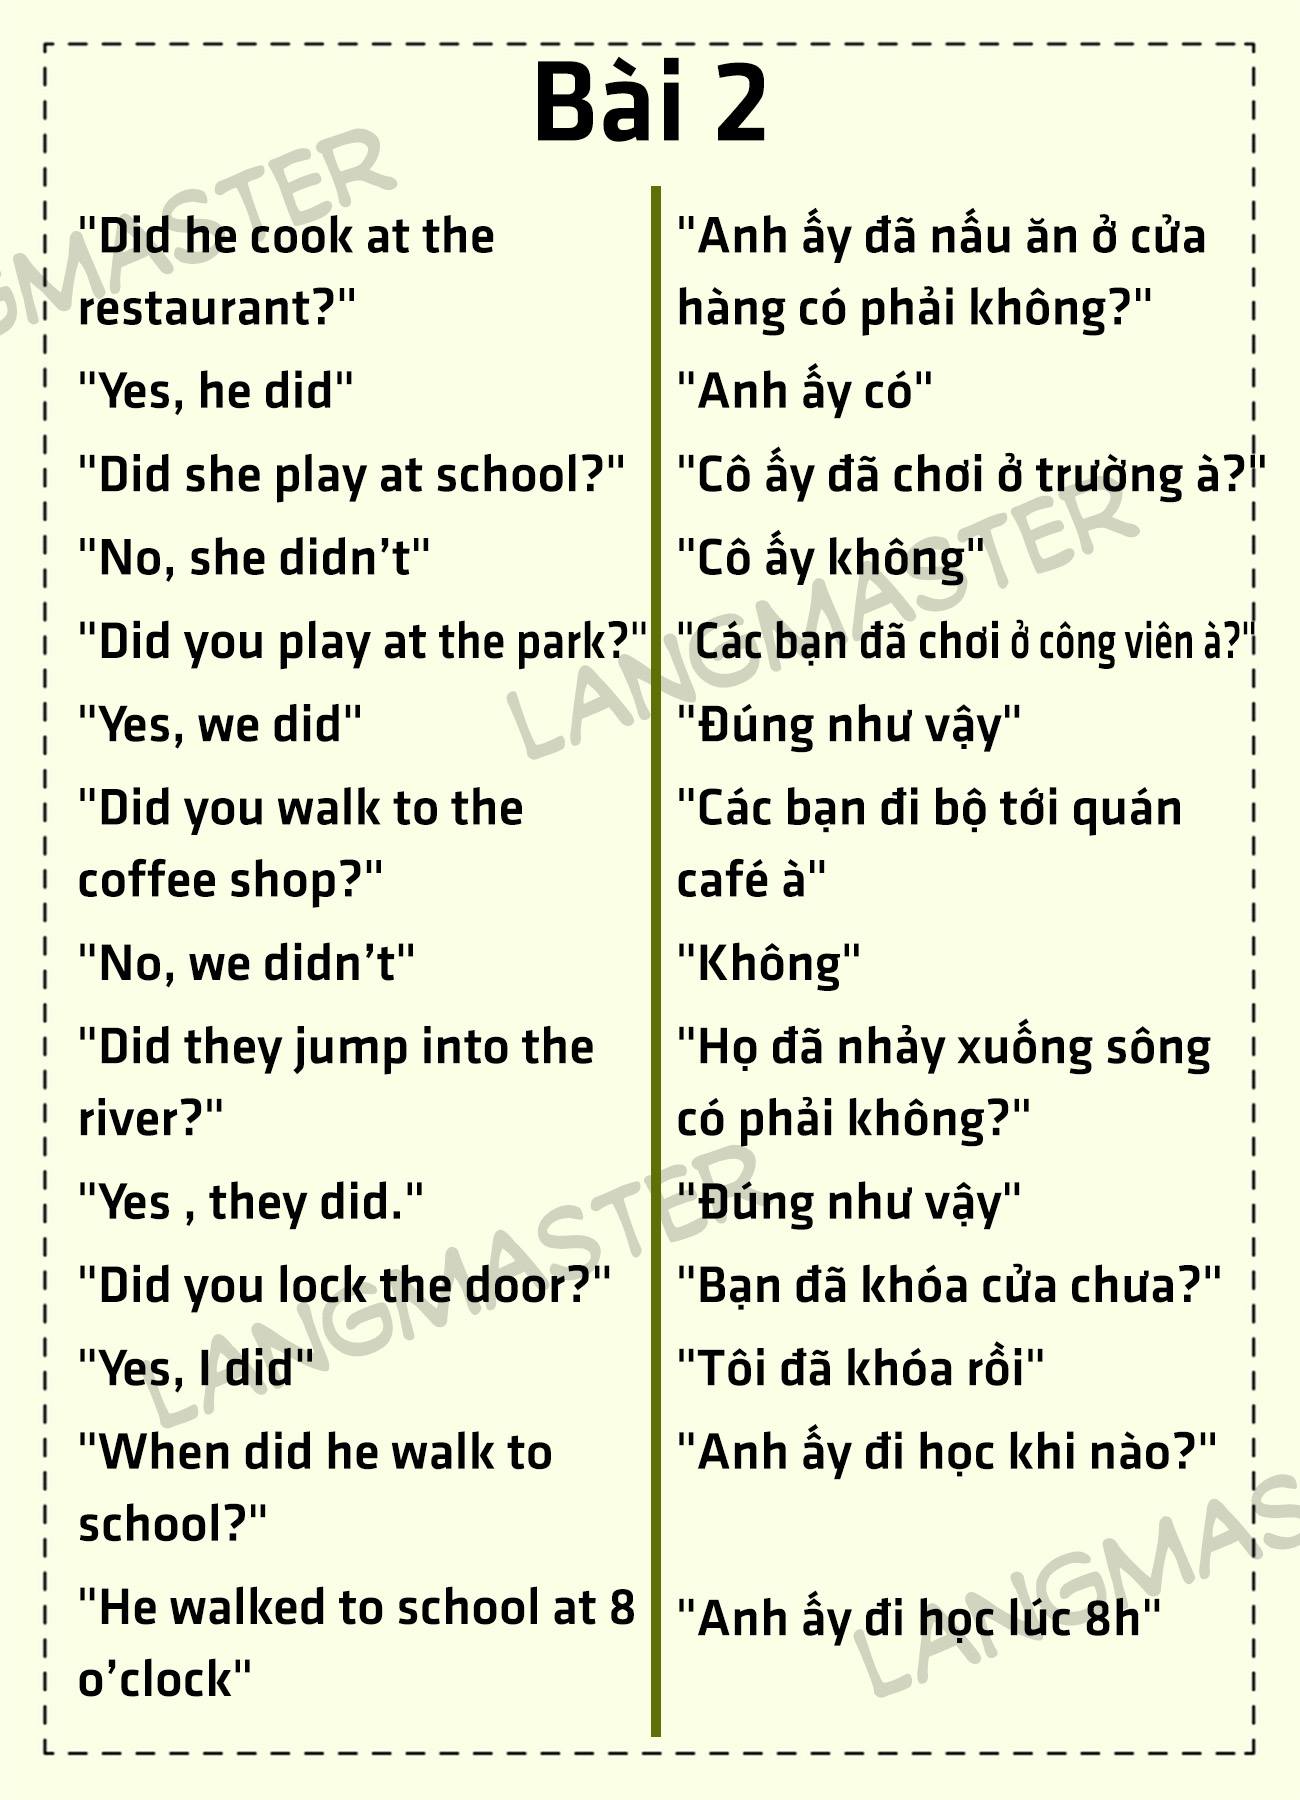 Bài 2
"Did he cook at the
restaurant?"
"Yes, he did"
"Did she play at school?"
"No, she didn’t"
"Did you play at the park?"
"Yes, we did"
"Did you walk to the
coffee shop?"
"No, we didn’t"
"Did they jump into the
river?"
"Yes , they did."
"Did you lock the door?"
"Yes, I did"
"When did he walk to
school?"
"He walked to school at 8
o’clock"
"Anh ấy đã nấu ăn ở cửa
hàng có phải không?"
"Anh ấy có"
"Cô ấy đã chơi ở trường à?"
"Cô ấy không"
"Các bạn đã chơi ở công viên à?"
"Đúng như vậy"
"Các bạn đi bộ tới quán
café à"
"Không"
"Họ đã nhảy xuống sông
có phải không?"
"Đúng như vậy"
"Bạn đã khóa cửa chưa?"
"Tôi đã khóa rồi"
"Anh ấy đi học khi nào?"
"Anh ấy đi học lúc 8h"
GMASTER
LANGMASTER
LANGMASTER
LANGMAS